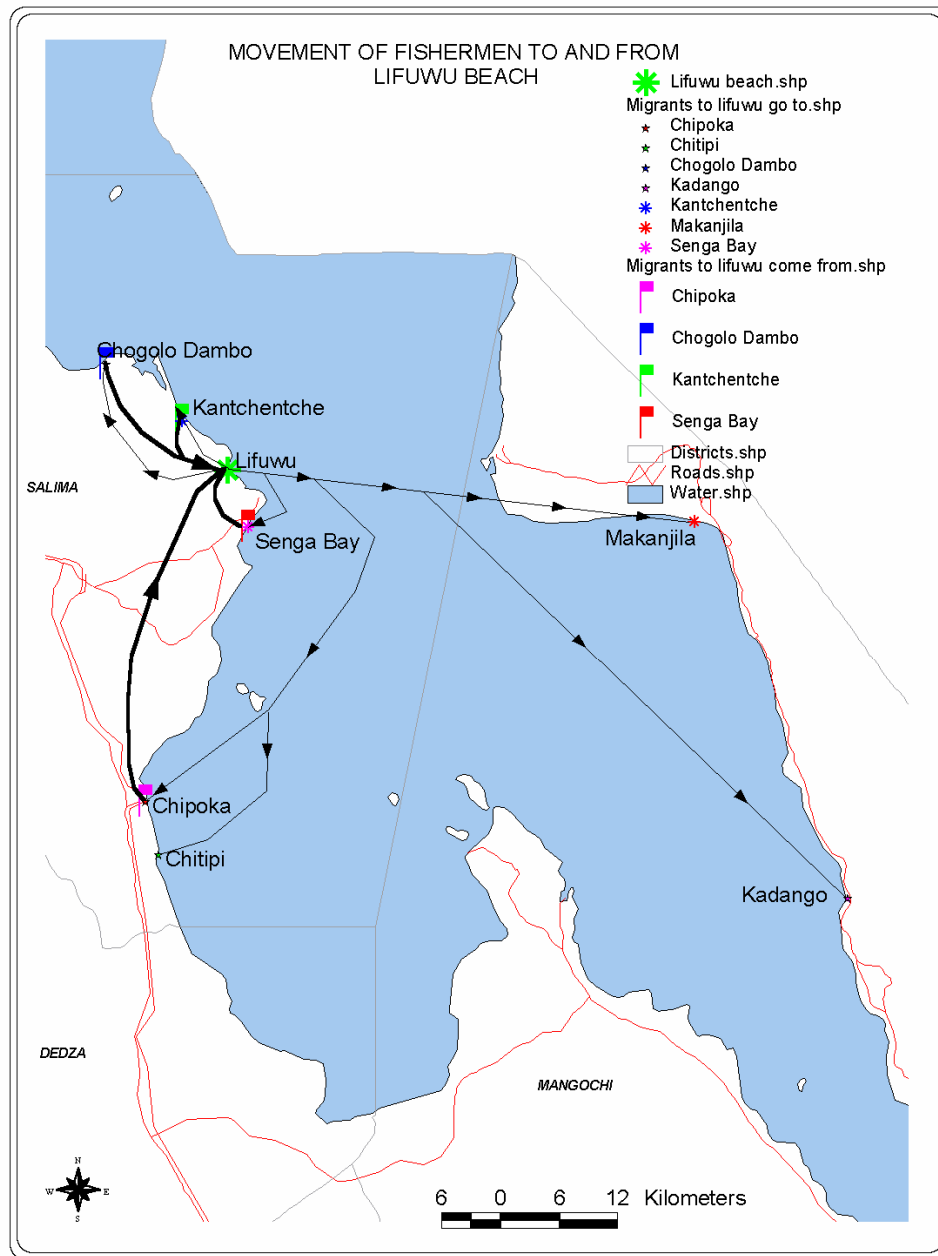 MOVEMENT OF FISHERMEN TO AND FROM
LIFUWU BEACH
Lifuwu beach.shp
Migrants to lifuwu go to.shp
Chipoka
Chitipi
Chogolo Dambo
Kadango
Kantchentche
Makanjila
Senga Bay
Migrants to lifuwu come from.shp
Chipoka
Chogolo Dambo
Kantchentche
Senga Bay
Districts.shp
Roads.shp
Water.shp
Chogolo Dambo
Kantchentche
Lifuwu
SALIMA
Senga Bay
Makanjila
Chipoka
Chitipi
Kadango
DEDZA
MANGOCHI
N
W E
S
6 0 6 12 Kilometers